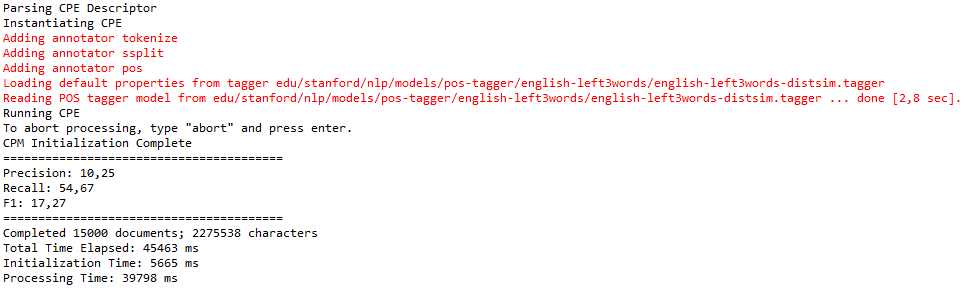 Parsing CPE Descriptor
Instantiating CPE
Adding annotator tokenize
Adding annotator ssplit
Adding annotator pos
Loading default properties from tagger edu/stanford/nlp/models/pos-tagger/english-left3words/english-left3words-distsim.tagger
Reading POS tagger model from edu/stanford/nlp/models/pos-tagger/english-left3words/english-left3words-distsim.tagger ... done [2,8 sec].
Running CPE
To abort processing, type "abort" and press enter.
CPM Initialization Complete
========================================
Precision: 10,25
Recall: 54,67
F1: 17,27
========================================
Completed 15000 documents; 2275538 characters
Total Time Elapsed: 45463 ms
Initialization Time: 5665 ms
Processing Time: 39798 ms